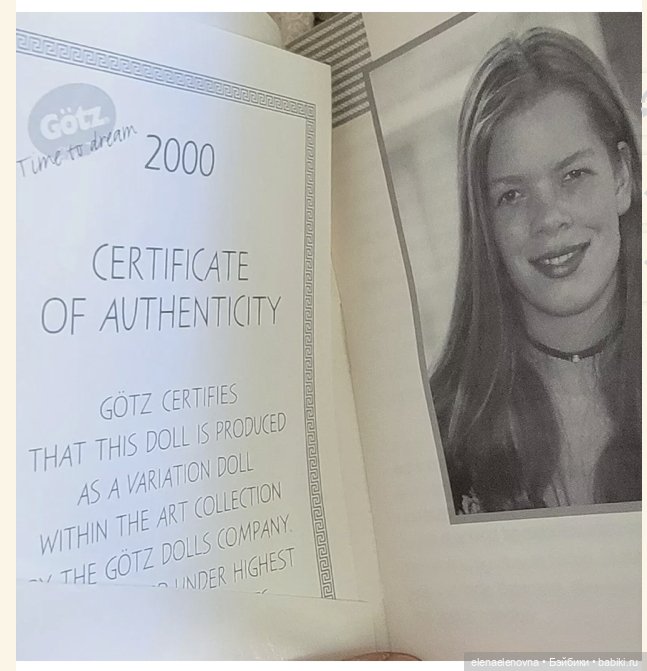 Götz
Time to dream
2000
CERTIFICATE
OF AUTHENTICITY
GÖTZ CERTIFIES
THAT THIS DOLL IS PRODUCED
AS A VARIATION DOLL
WITHIN THE ART COLLECTION
THE GÖTZ DOLLS COMPANY.
UNDER HIGHEST
elenaelenovna • Бэйбики • babiki.ru